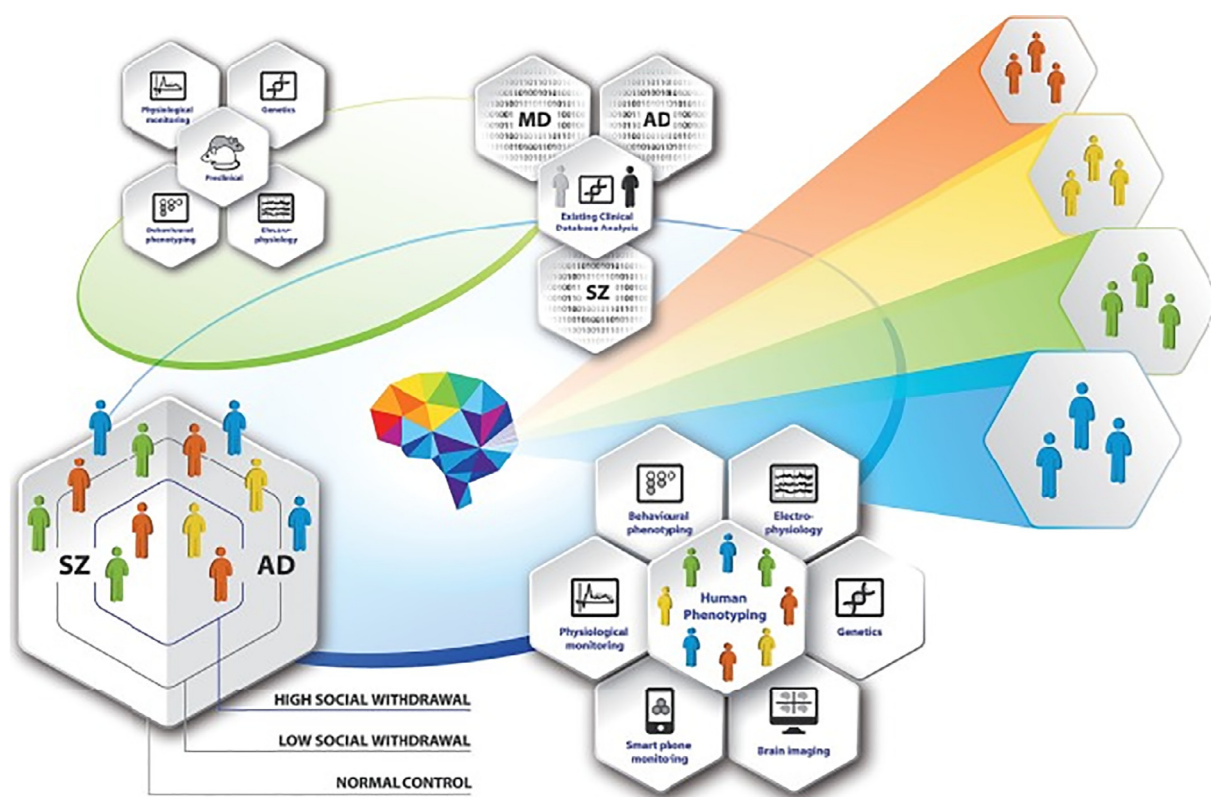 Physiological
monitoring
Genetics
Preclinical
Behavioural
phenotyping
Electro-
physiology
MD
AD
Existing Clinical
Database Analysis
SZ
SZ
AD
HIGH SOCIAL WITHDRAWAL
LOW SOCIAL WITHDRAWAL
NORMAL CONTROL
Behavioural
phenotyping
Electro-
physiology
Physiological
monitoring
Human
Phenotyping
Genetics
Smart phone
monitoring
Brain imaging